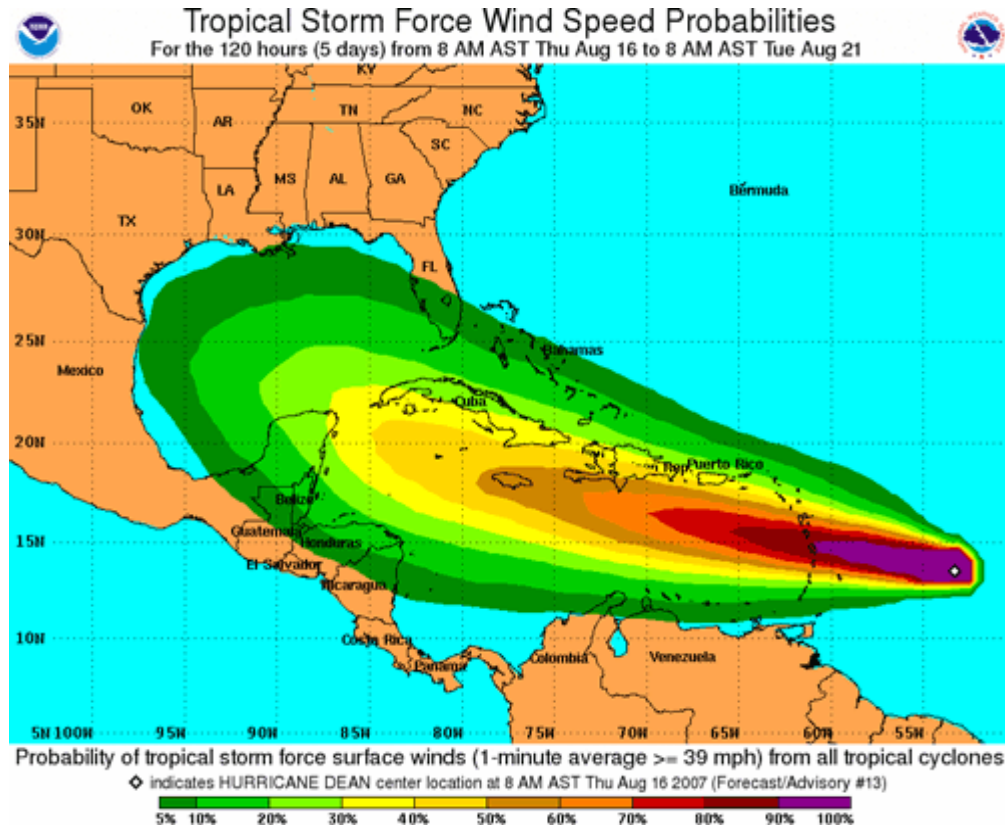 Tropical Storm Force Wind Speed Probabilities
For the 120 hours (5 days) from 8 AM AST Thu Aug 16 to 8 AM AST Tue Aug 21
KY
OK
TN
NC
AR
35N
SC
MS
AL
GA
LA
Bermuda
TX
30N
FL
25N
Bahamas
Mexico
Cuba
20N
Puerto Rico
Belize
Guatemala
15N
Honduras
El Salvador
Nicaragua
10N
Costa Rica
Panama
Colombia
Venezuela
5N 100W 95W 90W 85W 80W 75W 70W 65W 60W 55W
Probability of tropical storm force surface winds (1-minute average >= 39 mph) from all tropical cyclones
indicates HURRICANE DEAN center location at 8 AM AST Thu Aug 16 2007 (Forecast/Advisory #13)
5% 10% 20% 30% 40% 50% 60% 70% 80% 90% 100%